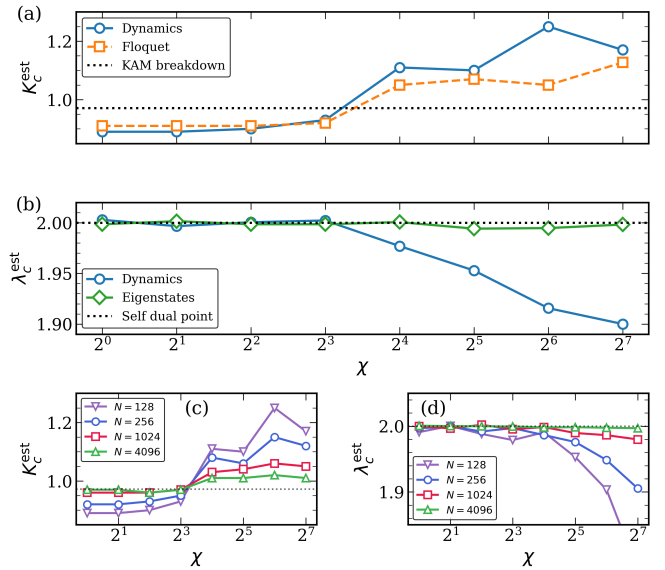 (a)
K_c^est
1.2
1.0
Dynamics
Floquet
KAM breakdown
(b)
λ_c^est
2.00
1.95
1.90
Dynamics
Eigenstates
Self dual point
2^0 2^1 2^2 2^3 2^4 2^5 2^6 2^7
χ
(c)
K_c^est
1.2
1.0
N = 128
N = 256
N = 1024
N = 4096
2^1 2^3 2^5 2^7
χ
(d)
λ_c^est
2.0
1.9
N = 128
N = 256
N = 1024
N = 4096
2^1 2^3 2^5 2^7
χ